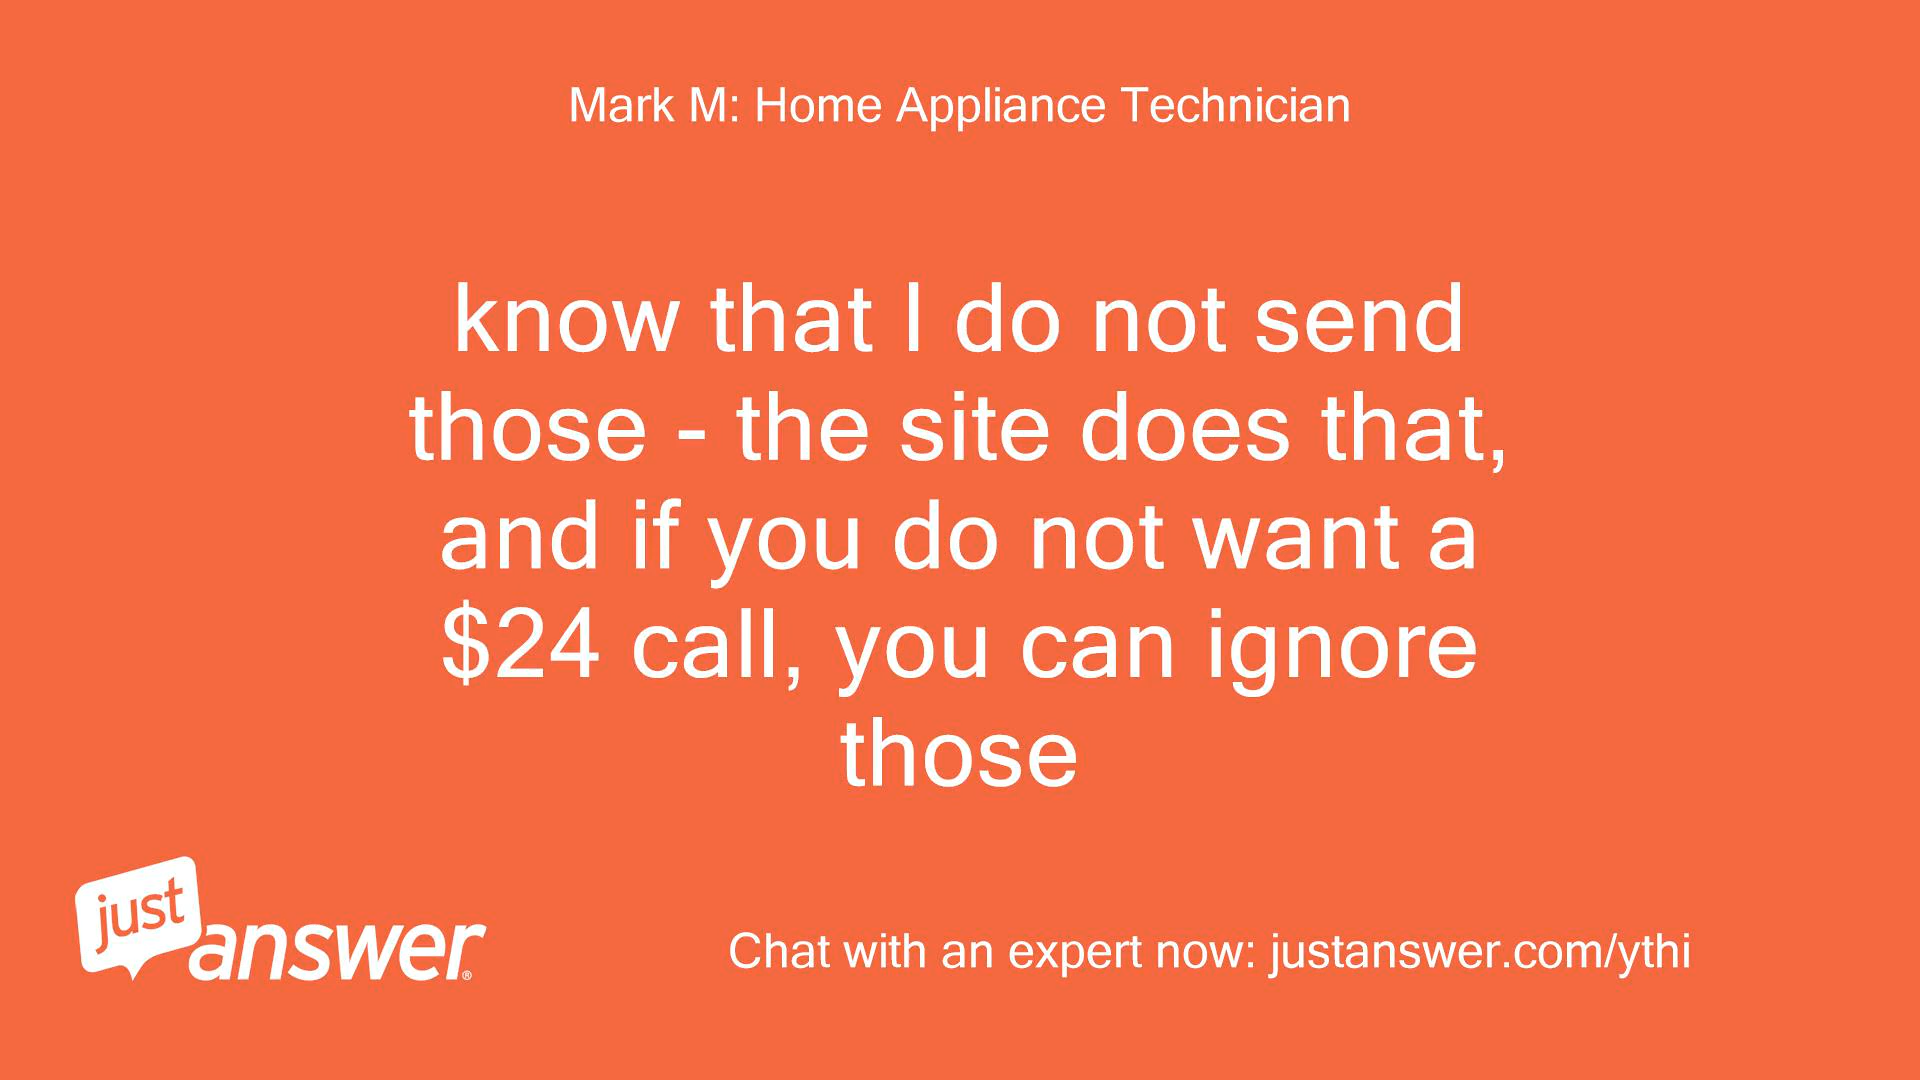 Mark M: Home Appliance Technician
know that I do not send
those - the site does that,
and if you do not want a
$24 call, you can ignore
those
just
answer®
Chat with an expert now: justanswer.com/ythi